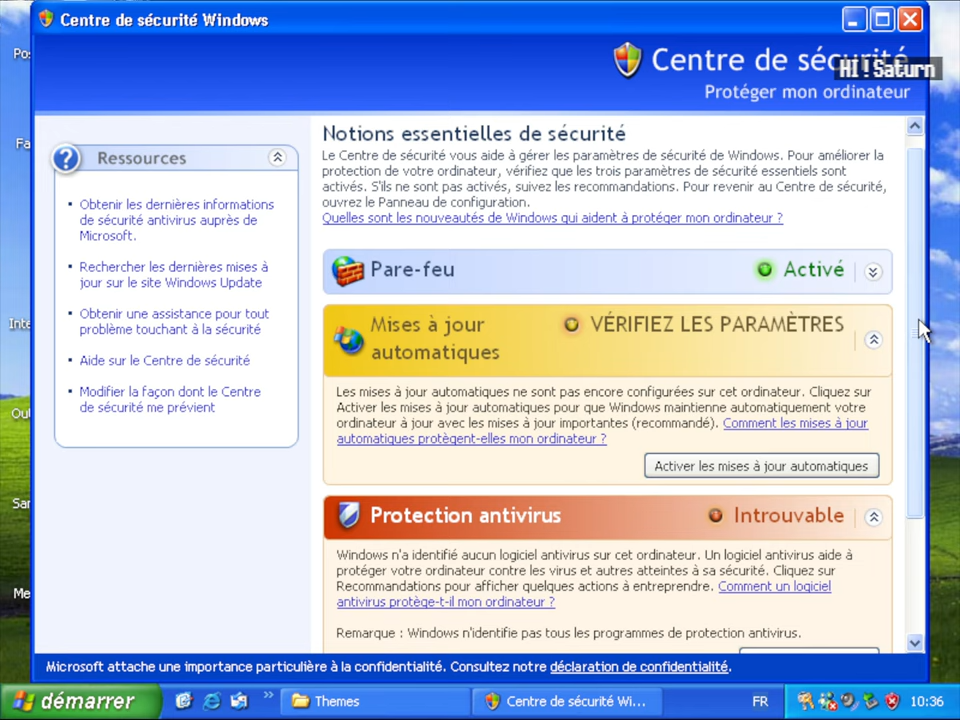 Centre de sécurité Windows
Centre de sécurité
HI ! Saturn
Protéger mon ordinateur
Ressources
Obtenir les dernières informations
de sécurité antivirus auprès de
Microsoft.
Rechercher les dernières mises à
jour sur le site Windows Update
Obtenir une assistance pour tout
problème touchant à la sécurité
Aide sur le Centre de sécurité
Modifier la façon dont le Centre
de sécurité me prévient
Notions essentielles de sécurité
Le Centre de sécurité vous aide à gérer les paramètres de sécurité de Windows. Pour améliorer la
protection de votre ordinateur, vérifiez que les trois paramètres de sécurité essentiels sont
activés. S'ils ne sont pas activés, suivez les recommandations. Pour revenir au Centre de sécurité,
ouvrez le Panneau de configuration.
Quelles sont les nouveautés de Windows qui aident à protéger mon ordinateur ?
Pare-feu
Activé
Mises à jour
automatiques
VÉRIFIEZ LES PARAMÈTRES
Les mises à jour automatiques ne sont pas encore configurées sur cet ordinateur. Cliquez sur
Activer les mises à jour automatiques pour que Windows maintienne automatiquement votre
ordinateur à jour avec les mises à jour importantes (recommandé). Comment les mises à jour
automatiques protègent-elles mon ordinateur ?
Activer les mises à jour automatiques
Protection antivirus
Introuvable
Windows n'a identifié aucun logiciel antivirus sur cet ordinateur. Un logiciel antivirus aide à
protéger votre ordinateur contre les virus et autres atteintes à sa sécurité. Cliquez sur
Recommandations pour afficher quelques actions à entreprendre. Comment un logiciel
antivirus protège-t-il mon ordinateur ?
Remarque : Windows n'identifie pas tous les programmes de protection antivirus.
Microsoft attache une importance particulière à la confidentialité. Consultez notre déclaration de confidentialité.
démarrer
Themes
Centre de sécurité Wi...
FR
10:36